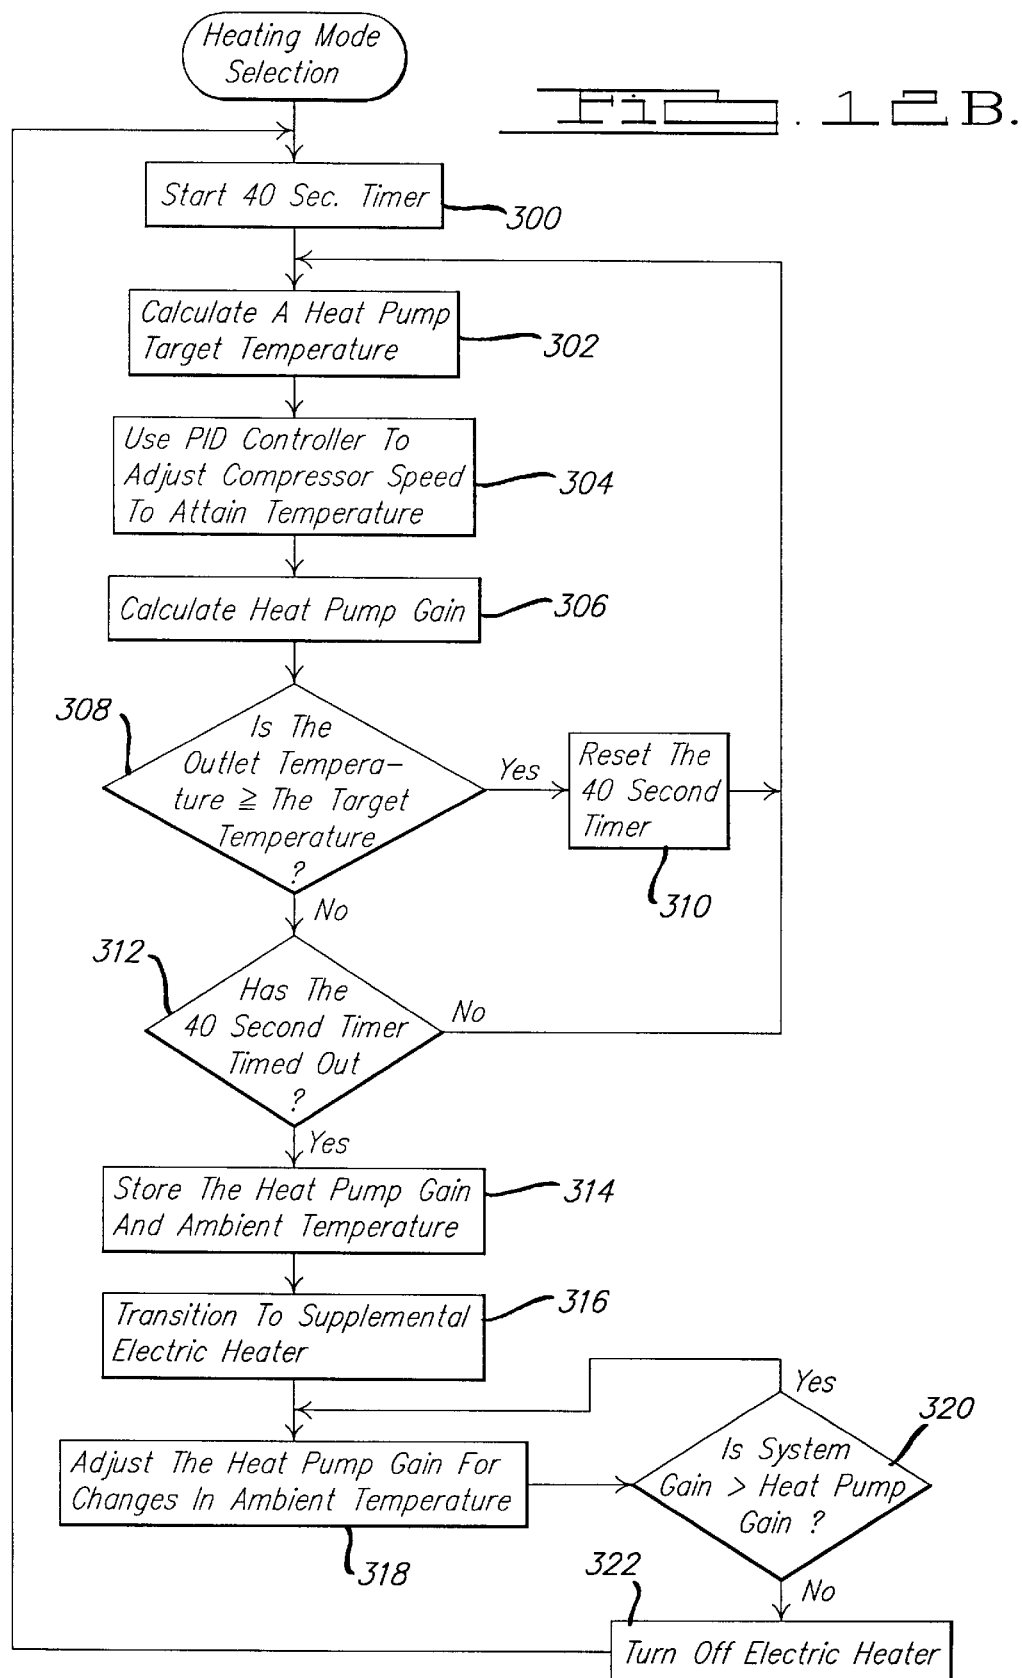 Heating Mode
Selection
FIG. 12B.
Start 40 Sec. Timer
300
Calculate A Heat Pump
Target Temperature
302
Use PID Controller To
Adjust Compressor Speed
To Attain Temperature
304
Calculate Heat Pump Gain
306
308
Is The
Outlet Tempera-
ture ≧ The Target
Temperature
?
Yes
Reset The
40 Second
Timer
310
No
312
Has The
40 Second Timer
Timed Out
?
No
Yes
Store The Heat Pump Gain
And Ambient Temperature
314
Transition To Supplemental
Electric Heater
316
Yes
320
Adjust The Heat Pump Gain For
Changes In Ambient Temperature
318
Is System
Gain > Heat Pump
Gain ?
322
No
Turn Off Electric Heater